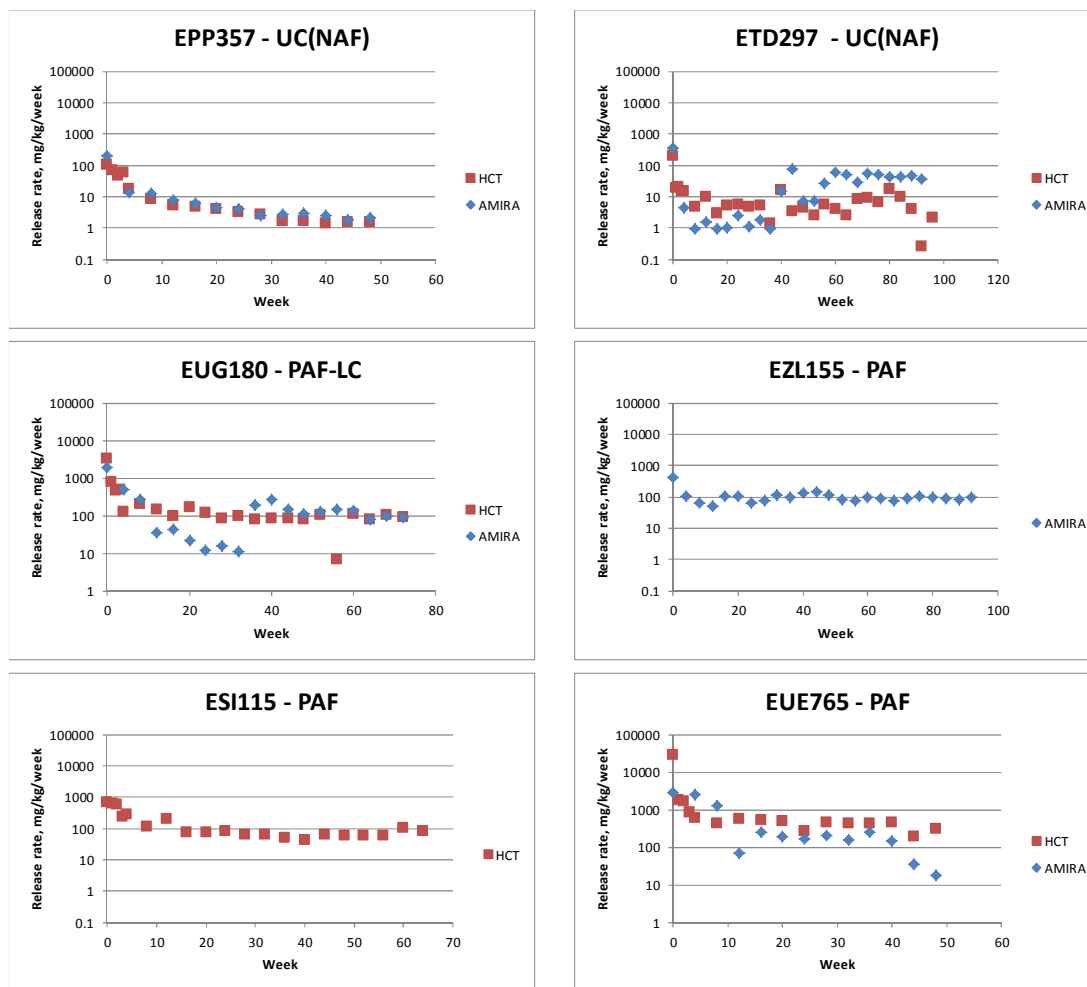 EPP357 - UC(NAF)
100000
10000
1000
100
10
1
0.1
0 10 20 30 40 50 60
Release rate, mg/kg/week
Week
HCT
AMIRA
ETD297 - UC(NAF)
100000
10000
1000
100
10
1
0.1
0 20 40 60 80 100 120
Release rate, mg/kg/week
Week
HCT
AMIRA
EUG180 - PAF-LC
100000
10000
1000
100
10
1
0 20 40 60 80
Release rate, mg/kg/week
Week
HCT
AMIRA
EZL155 - PAF
100000
10000
1000
100
10
1
0.1
0 20 40 60 80 100
Release rate, mg/kg/week
Week
AMIRA
ESI115 - PAF
100000
10000
1000
100
10
1
0.1
0 10 20 30 40 50 60 70
Release rate, mg/kg/week
Week
HCT
EUE765 - PAF
100000
10000
1000
100
10
1
0 10 20 30 40 50 60
Release rate, mg/kg/week
Week
HCT
AMIRA